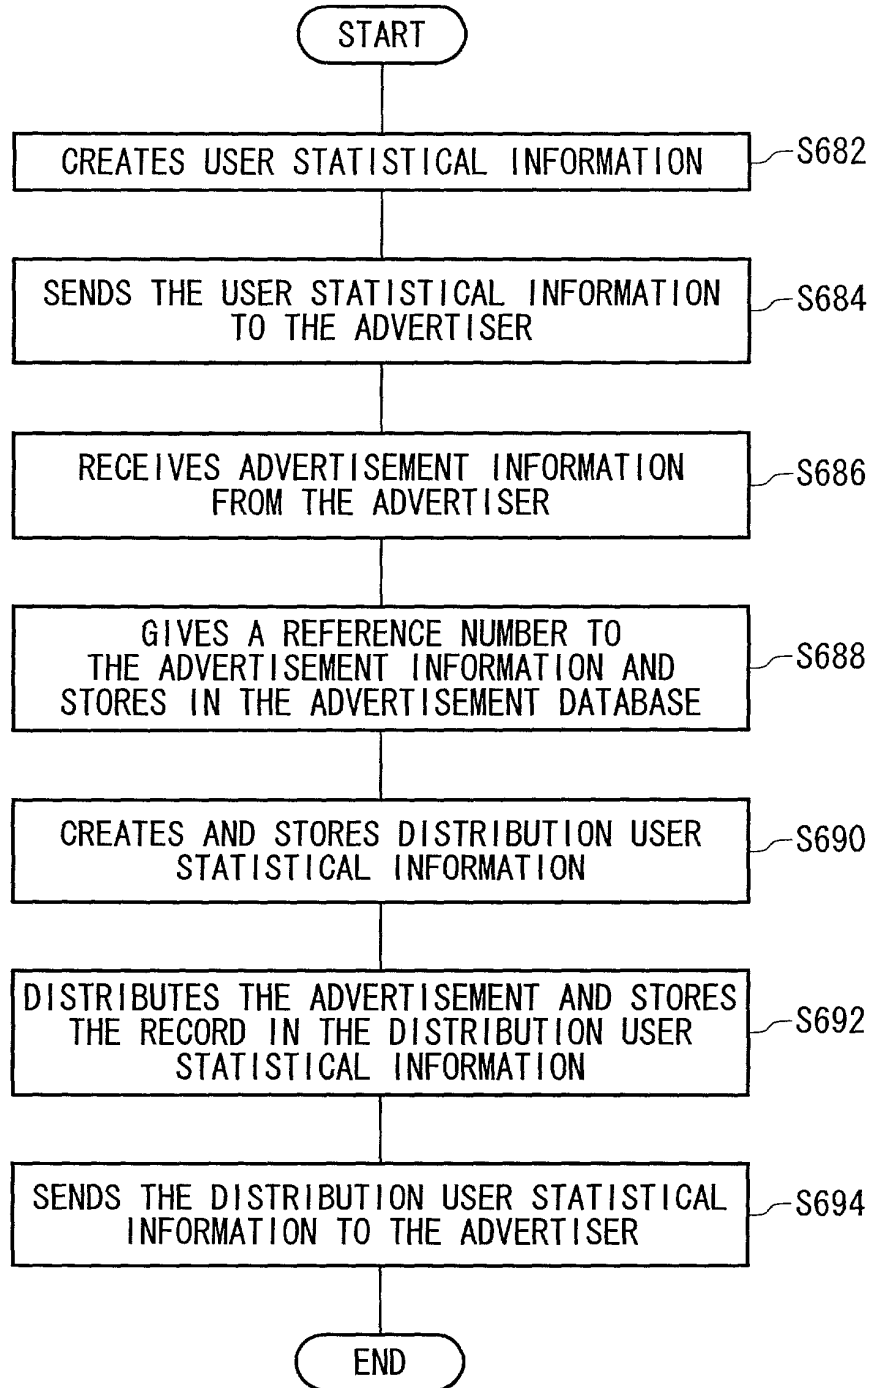 START
CREATES USER STATISTICAL INFORMATION
S682
SENDS THE USER STATISTICAL INFORMATION
TO THE ADVERTISER
S684
RECEIVES ADVERTISEMENT INFORMATION
FROM THE ADVERTISER
S686
GIVES A REFERENCE NUMBER TO
THE ADVERTISEMENT INFORMATION AND
STORES IN THE ADVERTISEMENT DATABASE
S688
CREATES AND STORES DISTRIBUTION USER
STATISTICAL INFORMATION
S690
DISTRIBUTES THE ADVERTISEMENT AND STORES
THE RECORD IN THE DISTRIBUTION USER
STATISTICAL INFORMATION
S692
SENDS THE DISTRIBUTION USER STATISTICAL
INFORMATION TO THE ADVERTISER
S694
END